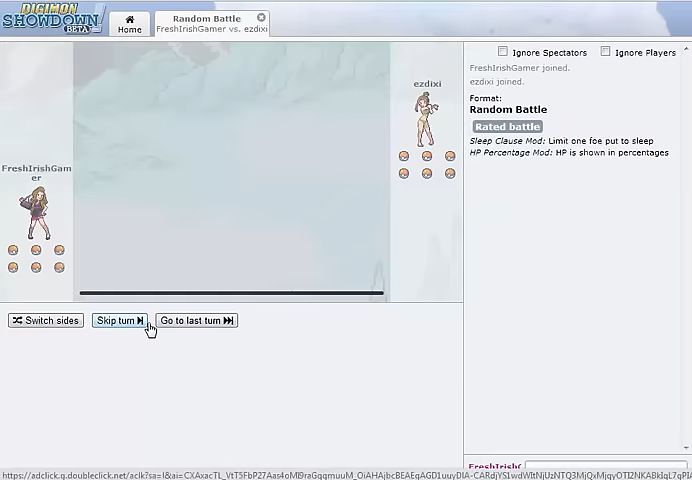 DIGIMON
SHOWDOWN
BETA
Home
Random Battle
FreshIrishGamer vs. ezdixi
Ignore Spectators
Ignore Players
FreshIrishGamer joined.
ezdixi joined.
Format:
Random Battle
Rated battle
Sleep Clause Mod: Limit one foe put to sleep
HP Percentage Mod: HP is shown in percentages
ezdixi
FreshIrishGam
er
Switch sides
Skip turn
Go to last turn